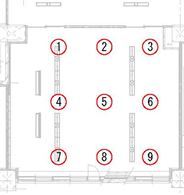 ① ② ③
④ ⑤ ⑥
⑦ ⑧ ⑨